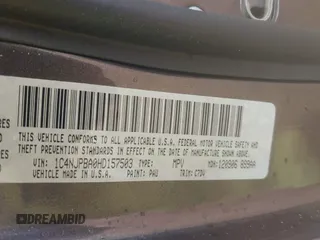 THIS VEHICLE CONFORMS TO ALL APPLICABLE U.S.A. FEDERAL MOTOR VEHICLE SAFETY AND
THEFT PREVENTION STANDARDS IN EFFECT ON THE DATE OF MANUFACTURE SHOWN ABOVE.
VIN: 1C4NJPBA0HD157503 TYPE: MPV MDH:
MADE IN U.S.A. PAINT: PAU TRIM:
DREAMBID